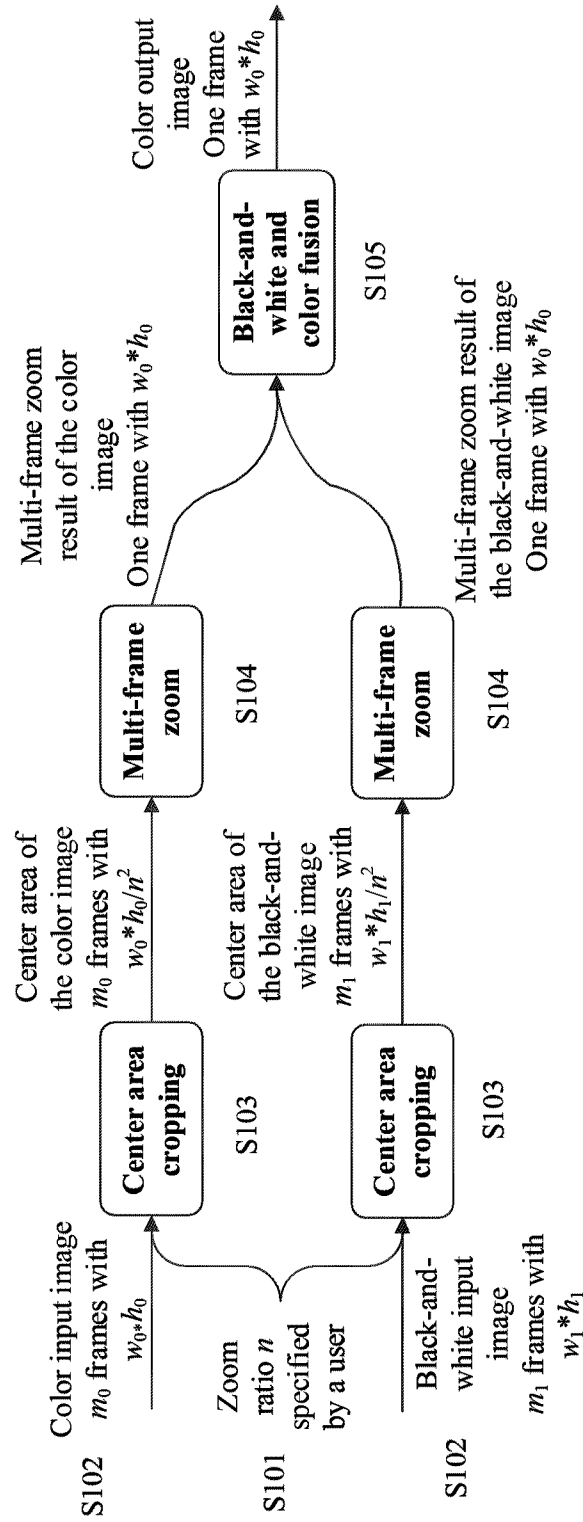 S102
Color input image
m₀ frames with
w₀*h₀
S101
Zoom
ratio n
specified
by a user
S102
Black-and-
white input
image
m₁ frames with
w₁*h₁
Center area
cropping
S103
Center area
cropping
S103
Center area of
the color image
m₀ frames with
w₀*h₀/n²
Center area of
the black-and-
white image
m₁ frames with
w₁*h₁/n²
Multi-frame
zoom
S104
Multi-frame
zoom
S104
Multi-frame zoom
result of the color
image
One frame with w₀*h₀
Multi-frame zoom result of
the black-and-white image
One frame with w₀*h₀
Black-and-
white and
color fusion
S105
Color output
image
One frame
with w₀*h₀